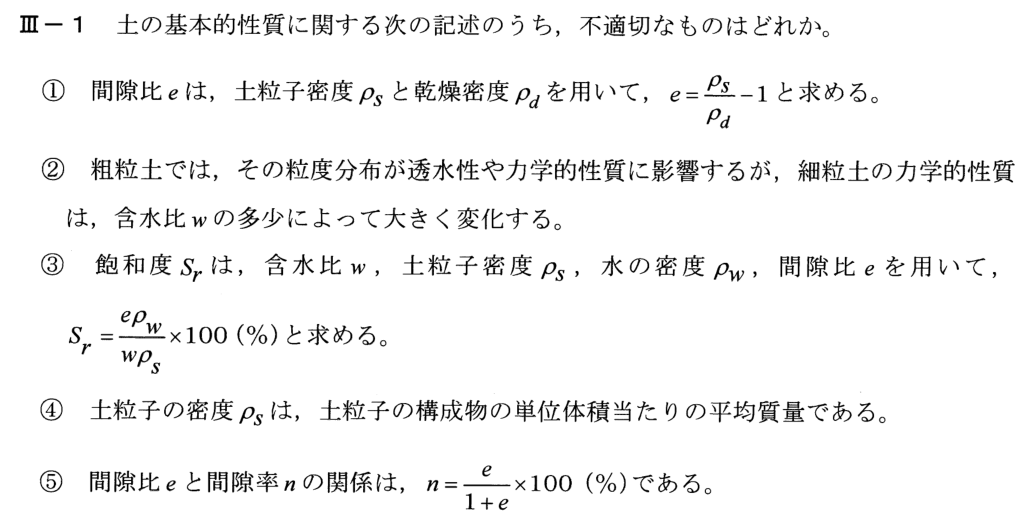 Ⅲ－1　土の基本的性質に関する次の記述のうち，不適切なものはどれか。
①　間隙比 e は，土粒子密度 ρs と乾燥密度 ρd を用いて， e=ρs/ρd−1 と求める。
②　粗粒土では，その粒度分布が透水性や力学的性質に影響するが，細粒土の力学的性質
は，含水比 w の多少によって大きく変化する。
③　飽和度 Sr は，含水比 w ，土粒子密度 ρs ，水の密度 ρw ，間隙比 e を用いて，
Sr=eρw/wρs×100 (％)と求める。
④　土粒子の密度 ρs は，土粒子の構成物の単位体積当たりの平均質量である。
⑤　間隙比 e と間隙率 n の関係は， n=e/1+e×100 (％)である。